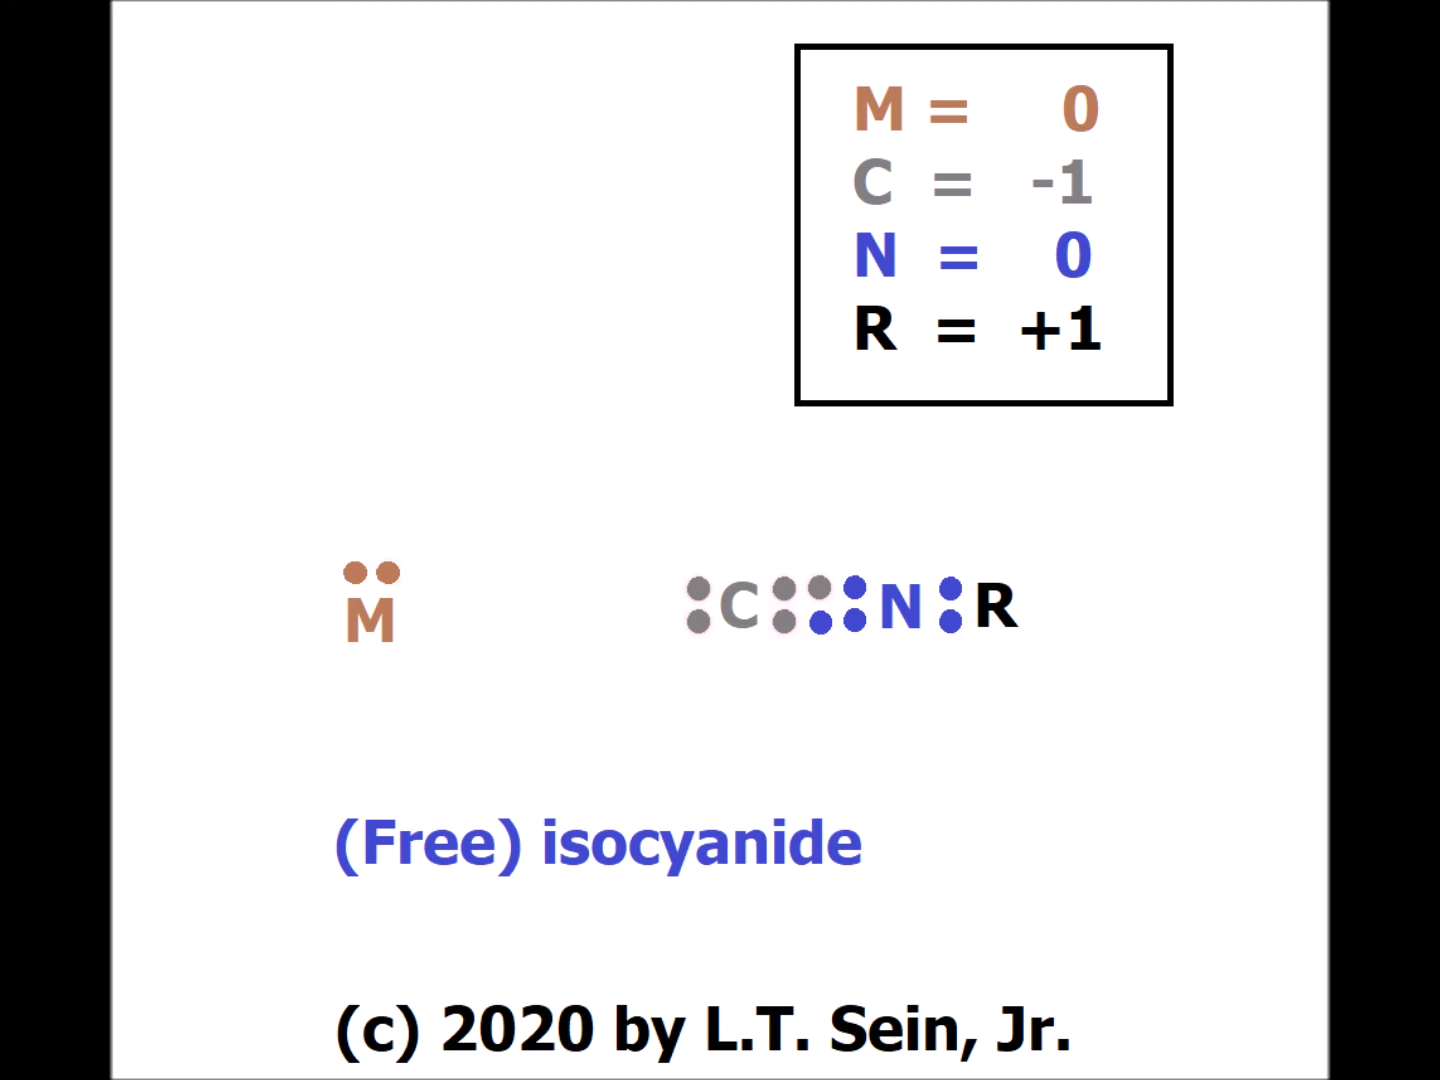 M = 0
C = -1
N = 0
R = +1
M
C N R
(Free) isocyanide
(c) 2020 by L.T. Sein, Jr.